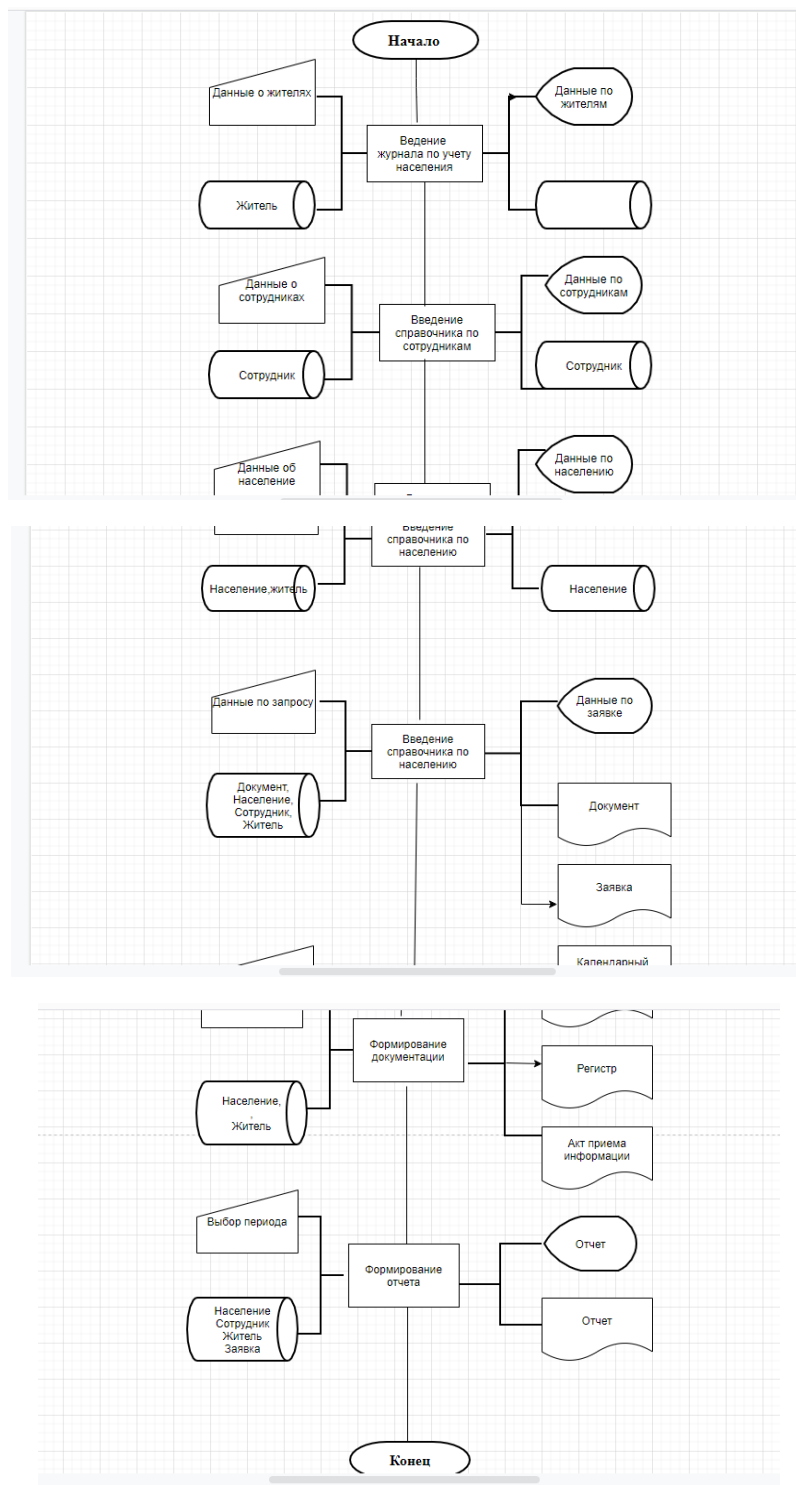 Начало
Данные о жителях
Данные по
жителям
Ведение
журнала по учету
населения
Житель
Данные о
сотрудниках
Данные по
сотрудникам
Введение
справочника по
сотрудникам
Сотрудник
Сотрудник
Данные об
население
Данные по
населению
Введение
справочника по
населению
Население,житель
Население
Данные по запросу
Данные по
заявке
Введение
справочника по
населению
Документ,
Население,
Сотрудник,
Житель
Документ
Заявка
Календарный
Формирование
документации
Регистр
Население,
,
Житель
Акт приема
информации
Выбор периода
Отчет
Формирование
отчета
Население
Сотрудник
Житель
Заявка
Отчет
Конец